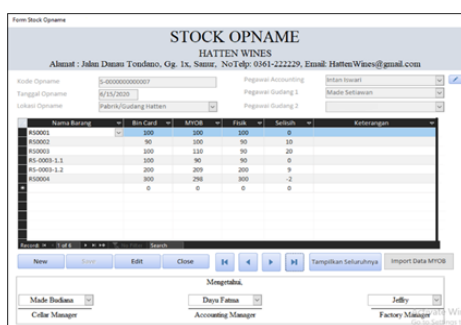 Form Stock Opname
STOCK OPNAME
HATTEN WINES
Alamat : Jalan Danau Tondano, Gg. 1x, Sanur, NoTelp: 0361-222229, Email: HattenWines@gmail.com
Kode Opname S-0000000000007 Pegawai Accounting Intan Iswari
Tanggal Opname 8/15/2020 Pegawai Gudang 1 Made Setiawan
Lokasi Opname Pabrik/Gudang Hatten Pegawai Gudang 2
Nama Barang Bin Card MYOB Fisik Selisih Keterangan
RS0001 100 100 100 0
RS0002 90 100 90 10
RS0003 100 110 90 20
RS-0003-1.1 100 90 90 0
RS-0003-1.2 200 209 200 9
RS0004 300 298 300 -2
0 0 0 0
Record: 1 of 6 No Filter Search
New Save Edit Close Tampilkan Seluruhnya Import Data MYOB
Mengetahui,
Made Budiana Dayu Fatma Jeffry
Cellar Manager Accounting Manager Factory Manager